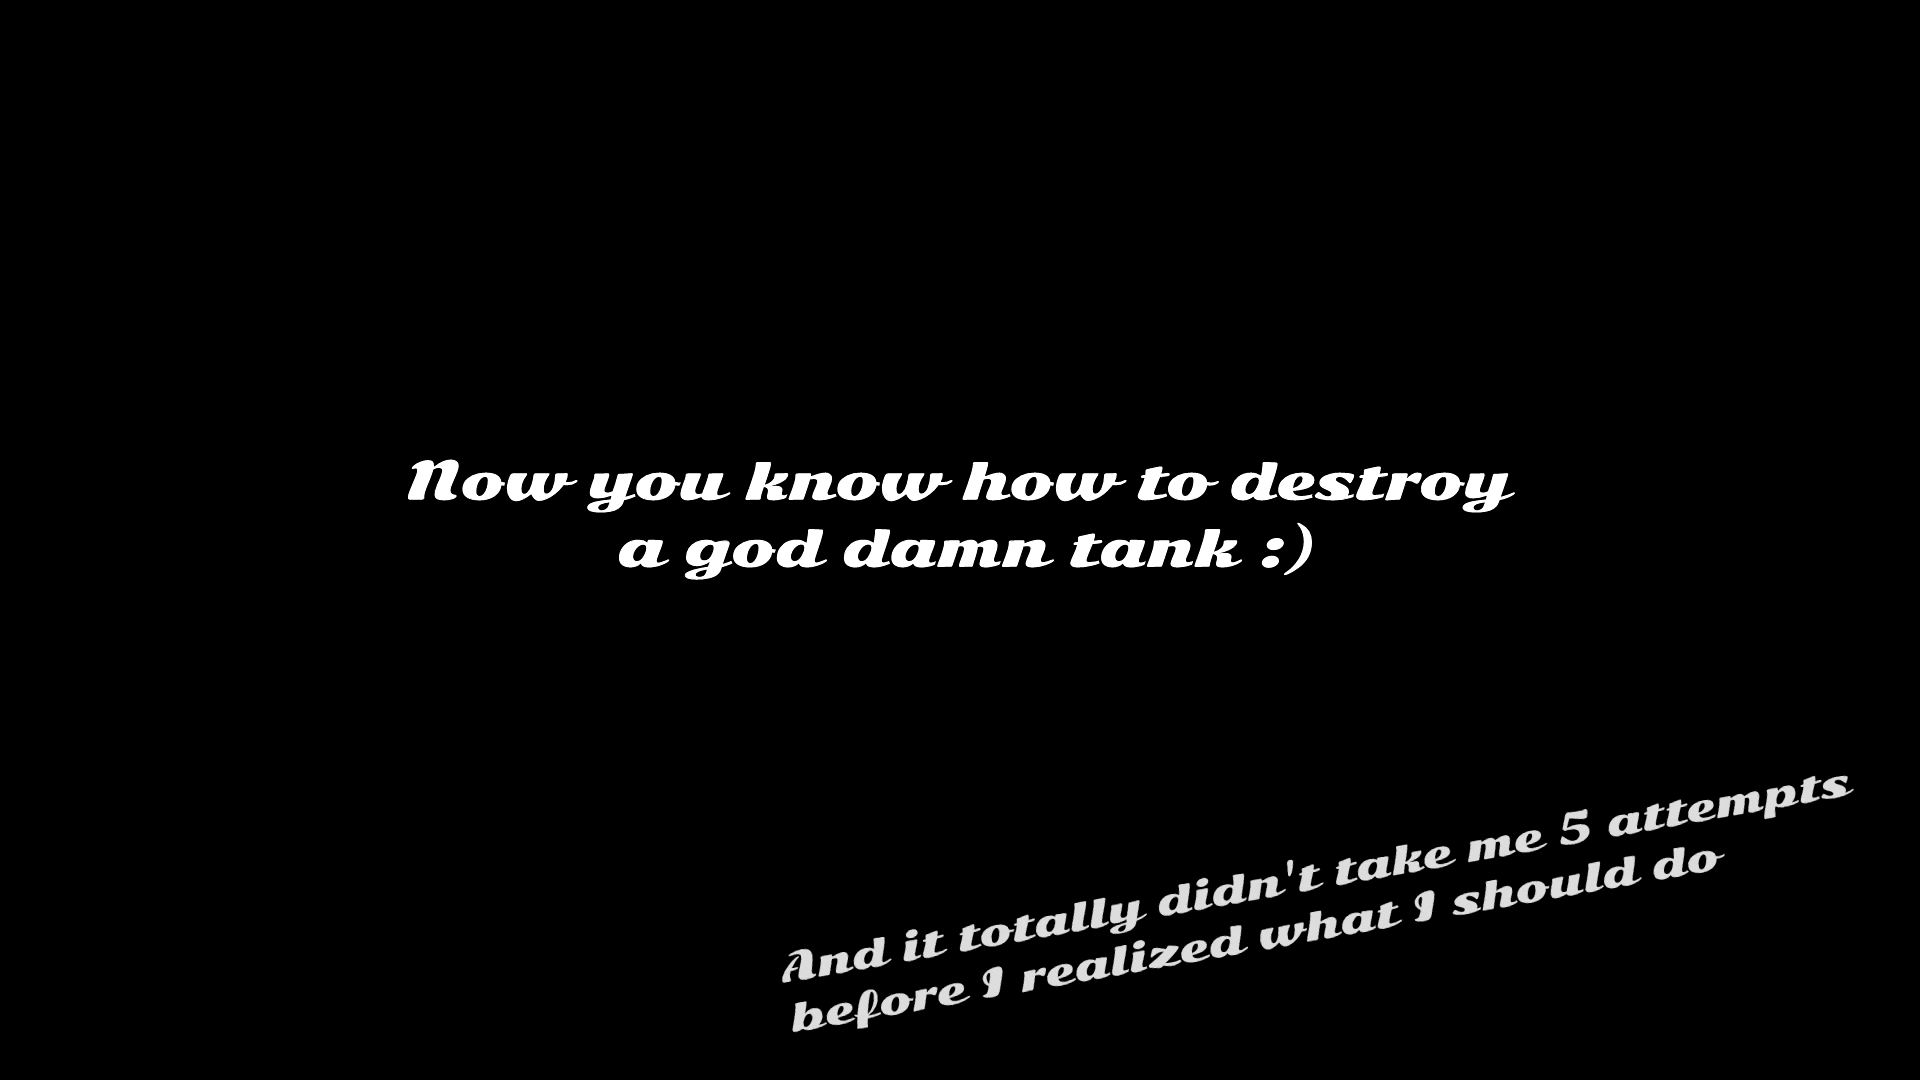 Now you know how to destroy
a god damn tank :)
And it totally didn't take me 5 attempts
before I realized what I should do